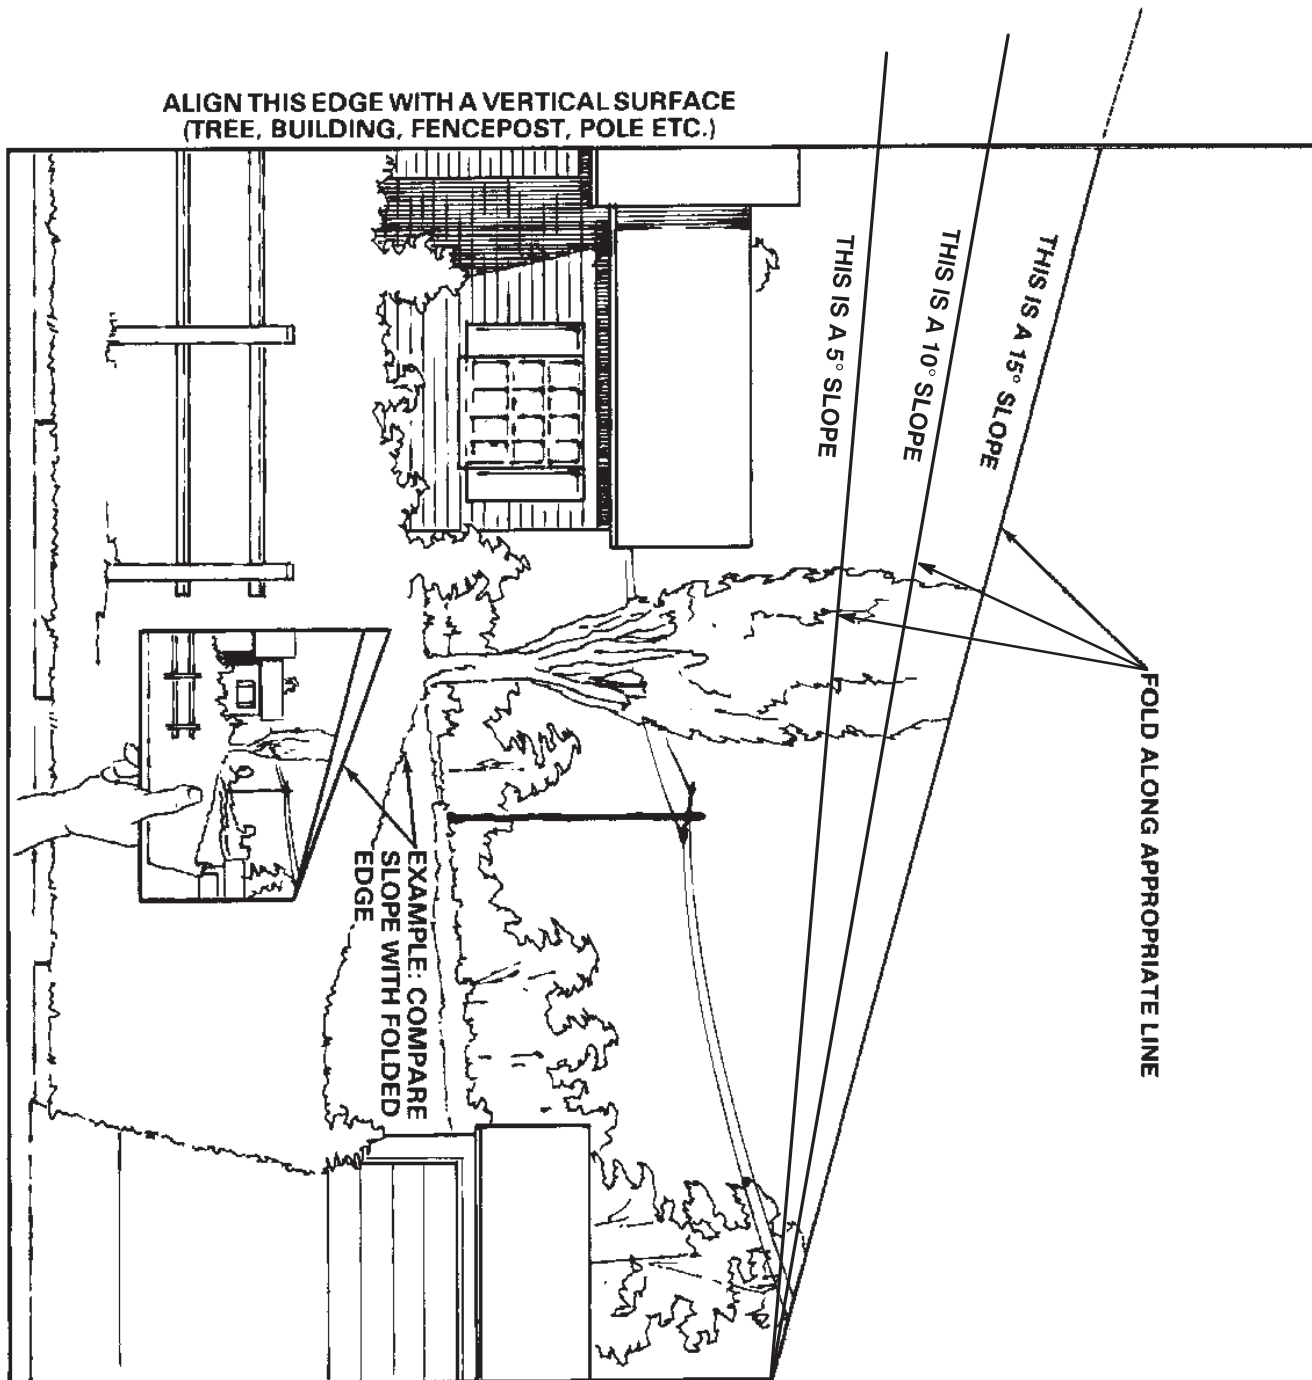 ALIGN THIS EDGE WITH A VERTICAL SURFACE
(TREE, BUILDING, FENCEPOST, POLE ETC.)
THIS IS A 5° SLOPE
THIS IS A 10° SLOPE
THIS IS A 15° SLOPE
FOLD ALONG APPROPRIATE LINE
EXAMPLE: COMPARE
SLOPE WITH FOLDED
EDGE